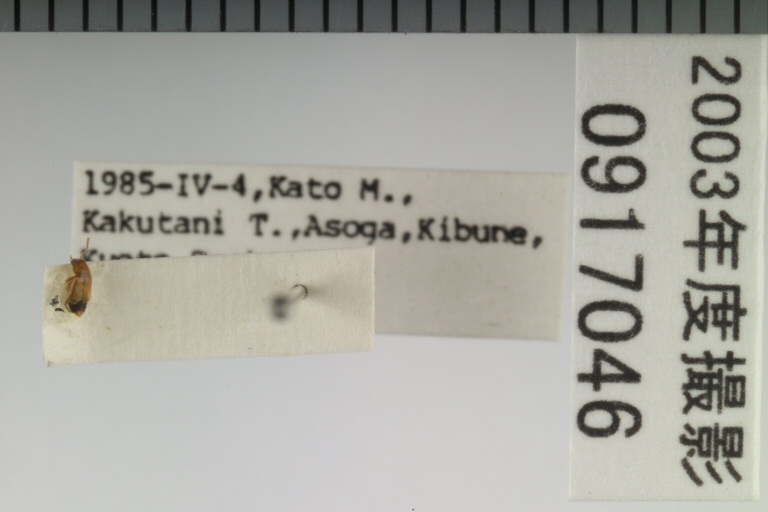 1985-IV-4,Kato M.,
Kakutani T.,Asoga,Kibune,
2003年度撮影
0917046